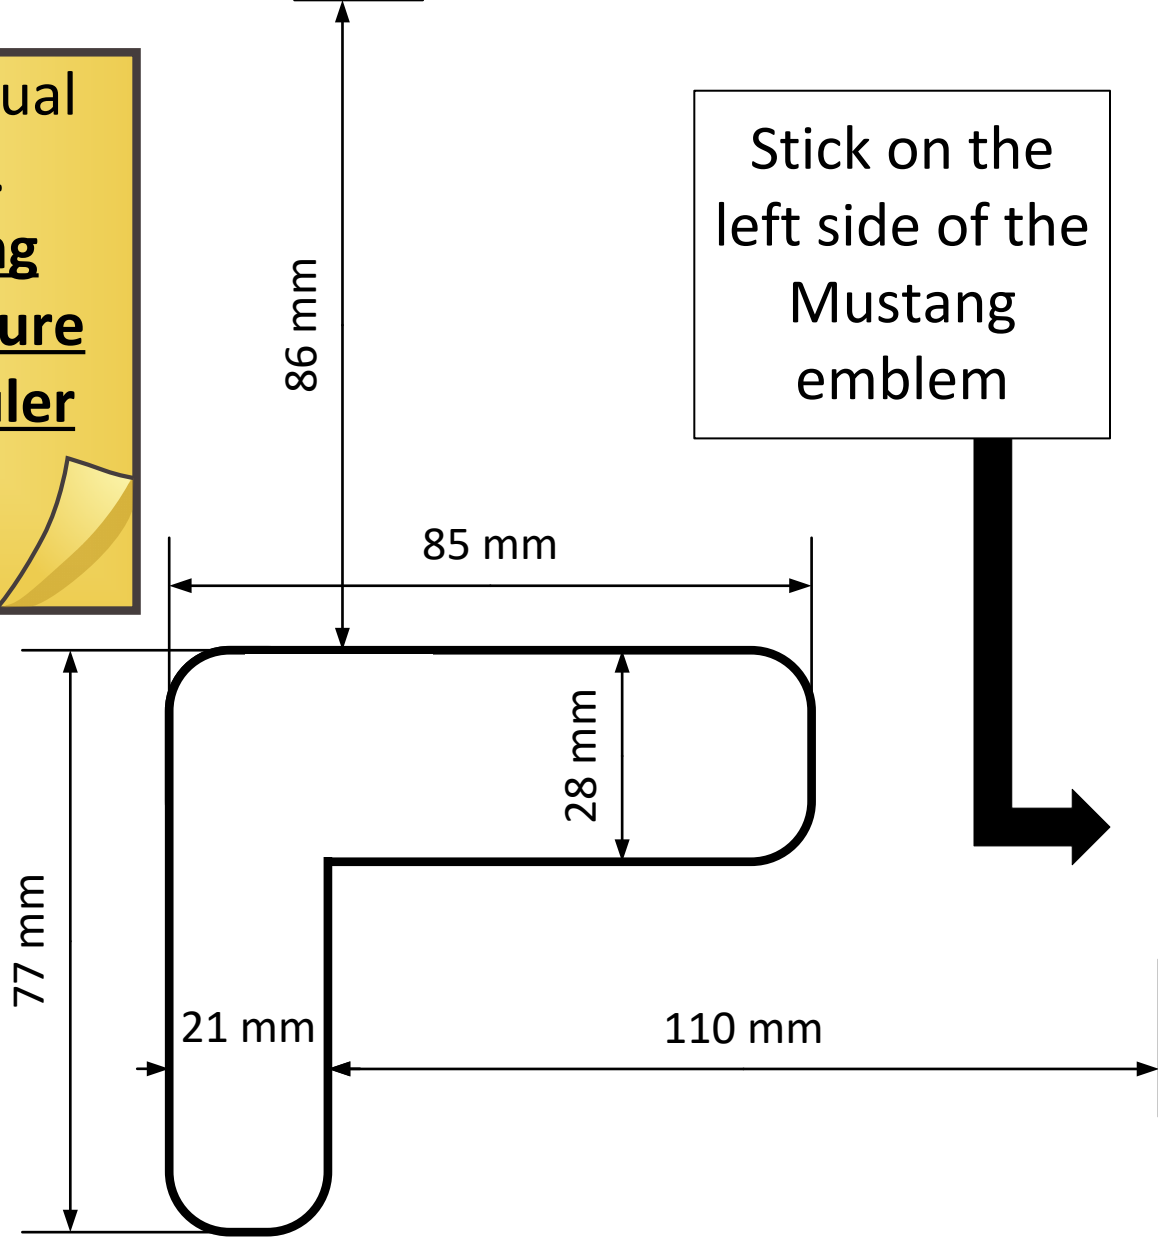 ual
.
ng
ure
uler
Stick on the
left side of the
Mustang
emblem
86 mm
85 mm
28 mm
77 mm
21 mm
110 mm